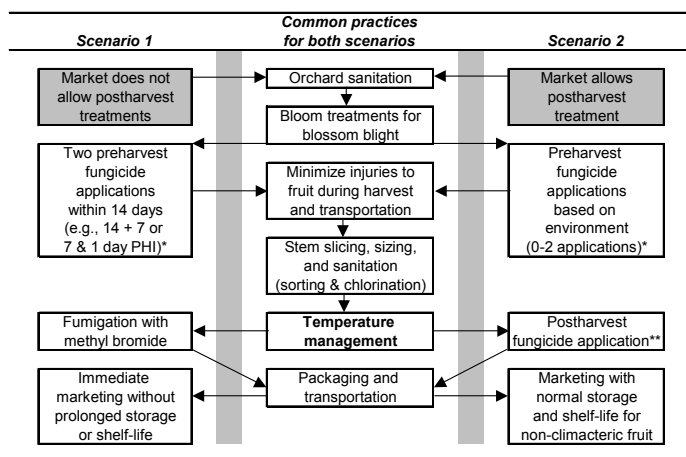 Common practices
for both scenarios
Scenario 1
Scenario 2
Market does not
allow postharvest
treatments
Orchard sanitation
Market allows
postharvest
treatment
Bloom treatments for
blossom blight
Two preharvest
fungicide
applications
within 14 days
(e.g., 14 + 7 or
7 & 1 day PHI)*
Minimize injuries to
fruit during harvest
and transportation
Preharvest
fungicide
applications
based on
environment
(0-2 applications)*
Stem slicing, sizing,
and sanitation
(sorting & chlorination)
Fumigation with
methyl bromide
Temperature
management
Postharvest
fungicide application**
Immediate
marketing without
prolonged storage
or shelf-life
Packaging and
transportation
Marketing with
normal storage
and shelf-life for
non-climacteric fruit